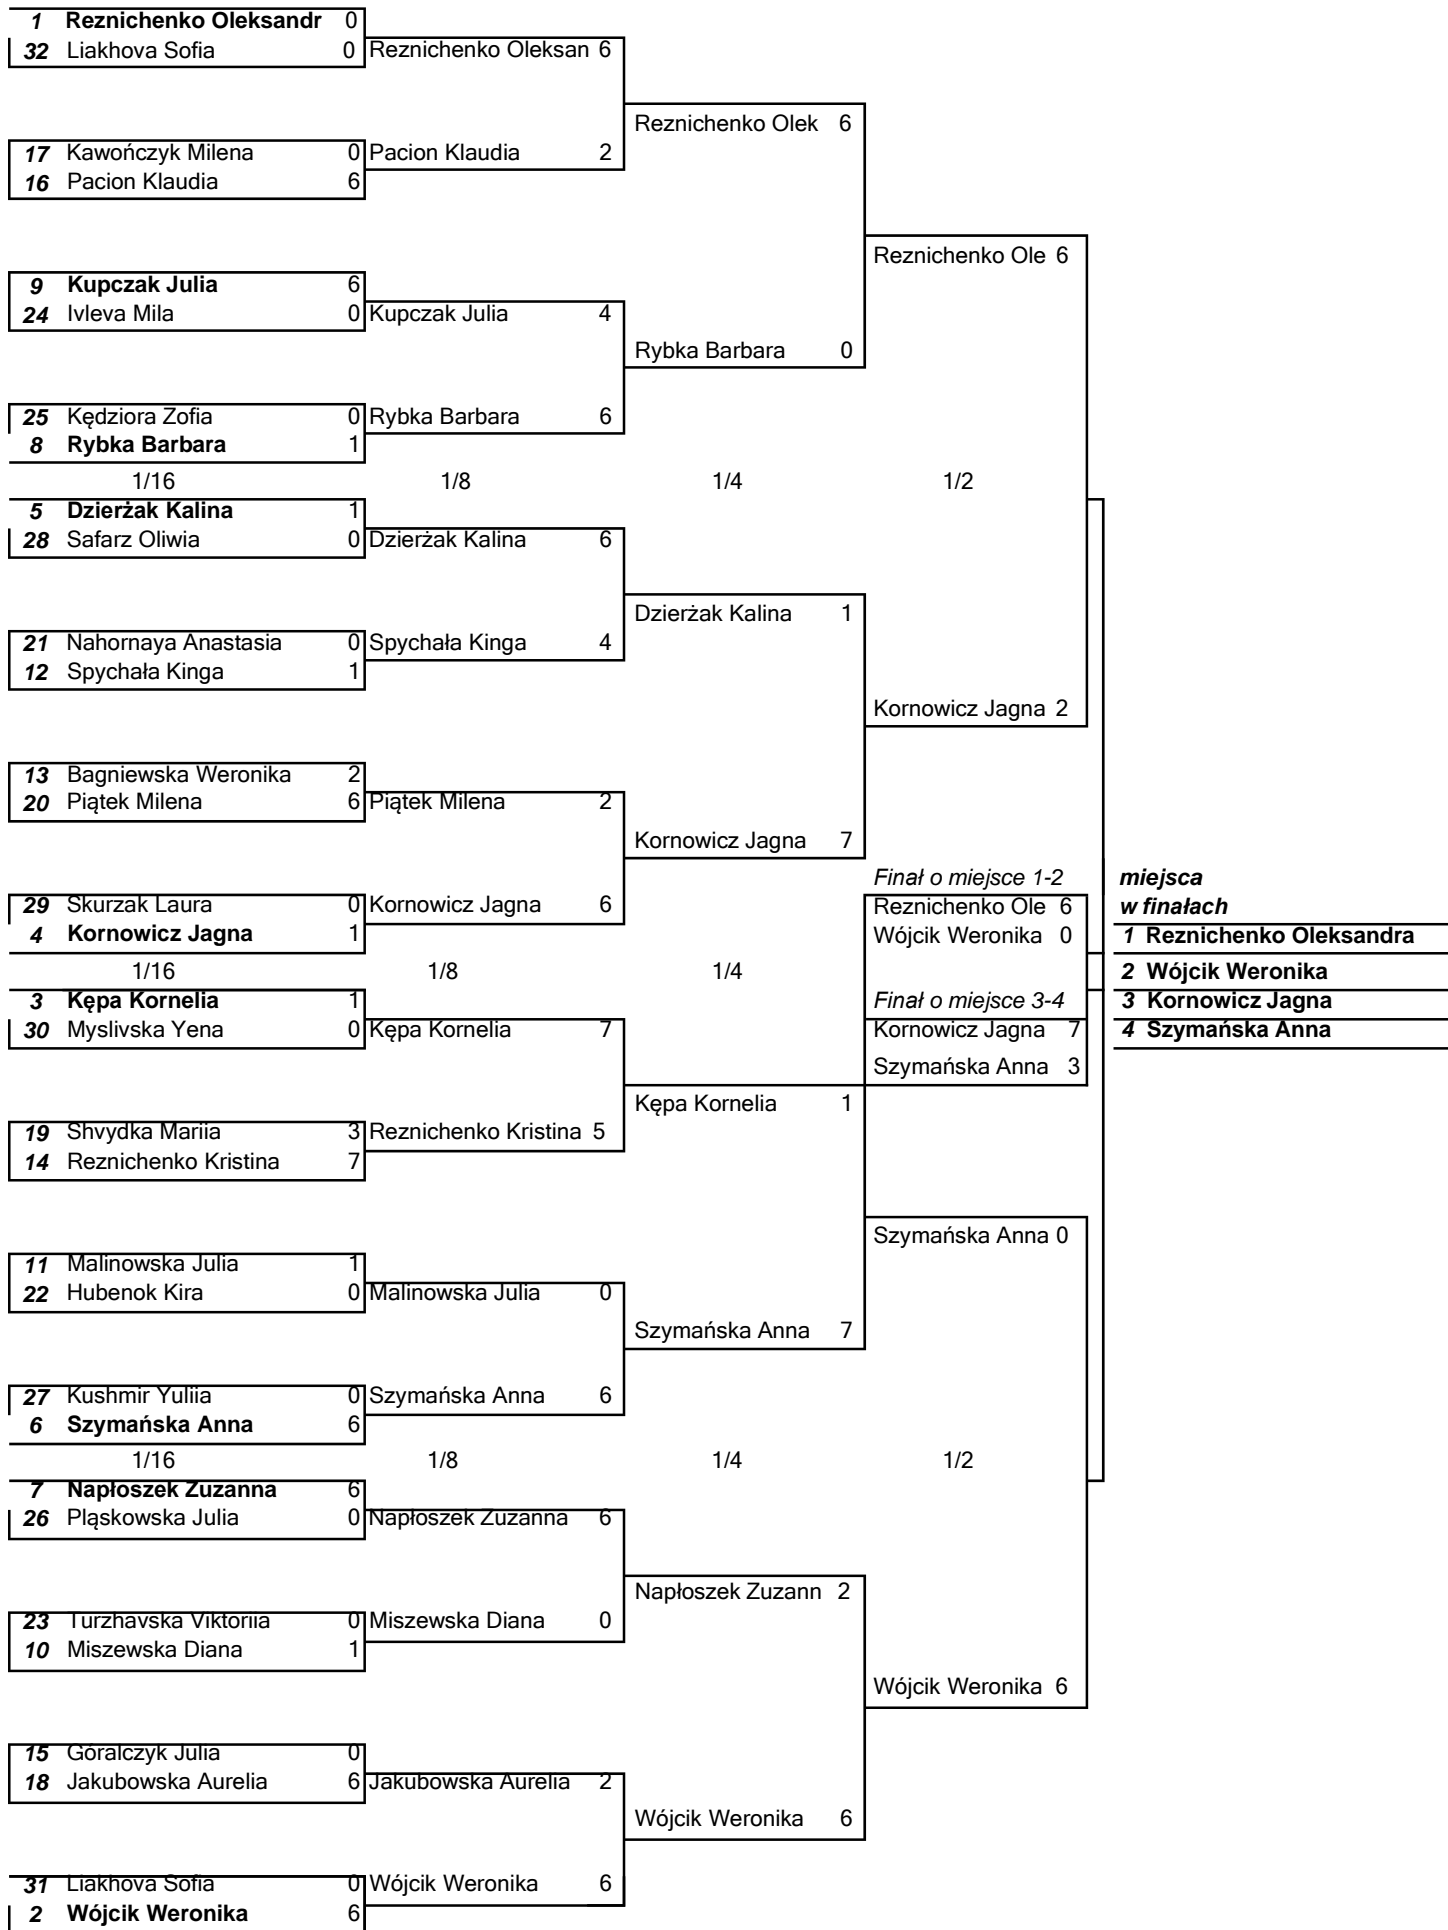 1 Reznichenko Oleksandr 0
32 Liakhova Sofia 0 Reznichenko Oleksan 6
Reznichenko Olek 6
17 Kawończyk Milena 0 Pacion Klaudia 2
16 Pacion Klaudia 6
Reznichenko Ole 6
9 Kupczak Julia 6
24 Ivleva Mila 0 Kupczak Julia 4
Rybka Barbara 0
25 Kędziora Zofia 0 Rybka Barbara 6
8 Rybka Barbara 1
1/16 1/8 1/4 1/2
5 Dzierżak Kalina 1
28 Safarz Oliwia 0 Dzierżak Kalina 6
Dzierżak Kalina 1
21 Nahornaya Anastasia 0 Spychała Kinga 4
12 Spychała Kinga 1
Kornowicz Jagna 2
13 Bagniewska Weronika 2
20 Piątek Milena 6 Piątek Milena 2
Kornowicz Jagna 7
Finał o miejsce 1-2 miejsca
29 Skurzak Laura 0 Kornowicz Jagna 6 Reznichenko Ole 6 w finałach
4 Kornowicz Jagna 1 Wójcik Weronika 0 1 Reznichenko Oleksandra
1/16 1/8 1/4 2 Wójcik Weronika
3 Kępa Kornelia 1 Finał o miejsce 3-4 3 Kornowicz Jagna
30 Myslivska Yena 0 Kępa Kornelia 7 Kornowicz Jagna 7 4 Szymańska Anna
Szymańska Anna 3
Kępa Kornelia 1
19 Shvydka Mariia 3 Reznichenko Kristina 5
14 Reznichenko Kristina 7
Szymańska Anna 0
11 Malinowska Julia 1
22 Hubenok Kira 0 Malinowska Julia 0
Szymańska Anna 7
27 Kushmir Yuliia 0 Szymańska Anna 6
6 Szymańska Anna 6
1/16 1/8 1/4 1/2
7 Napłoszek Zuzanna 6
26 Pląskowska Julia 0 Napłoszek Zuzanna 6
Napłoszek Zuzann 2
23 Turzhavska Viktoriia 0 Miszewska Diana 0
10 Miszewska Diana 1
Wójcik Weronika 6
15 Góralczyk Julia 0
18 Jakubowska Aurelia 6 Jakubowska Aurelia 2
Wójcik Weronika 6
31 Liakhova Sofia 0 Wójcik Weronika 6
2 Wójcik Weronika 6